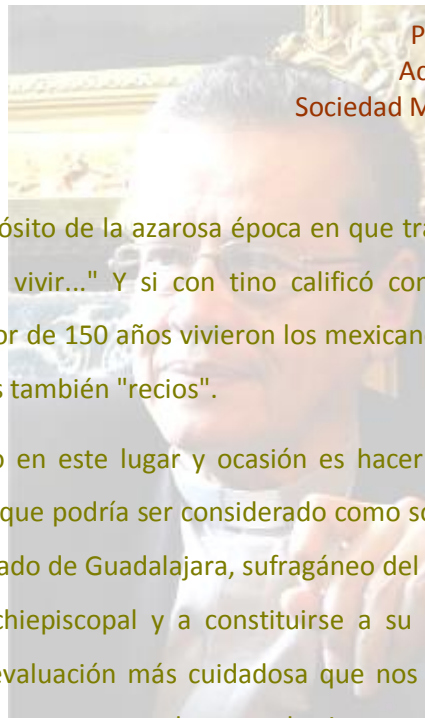 P
Ac
Sociedad M
ósito de la azarosa época en que tra
vivir..." Y si con tino calificó con
or de 150 años vivieron los mexican
s también "recios".
o en este lugar y ocasión es hacer
que podría ser considerado como so
ado de Guadalajara, sufragáneo del
chiepiscopal y a constituirse a su
evaluación más cuidadosa que nos